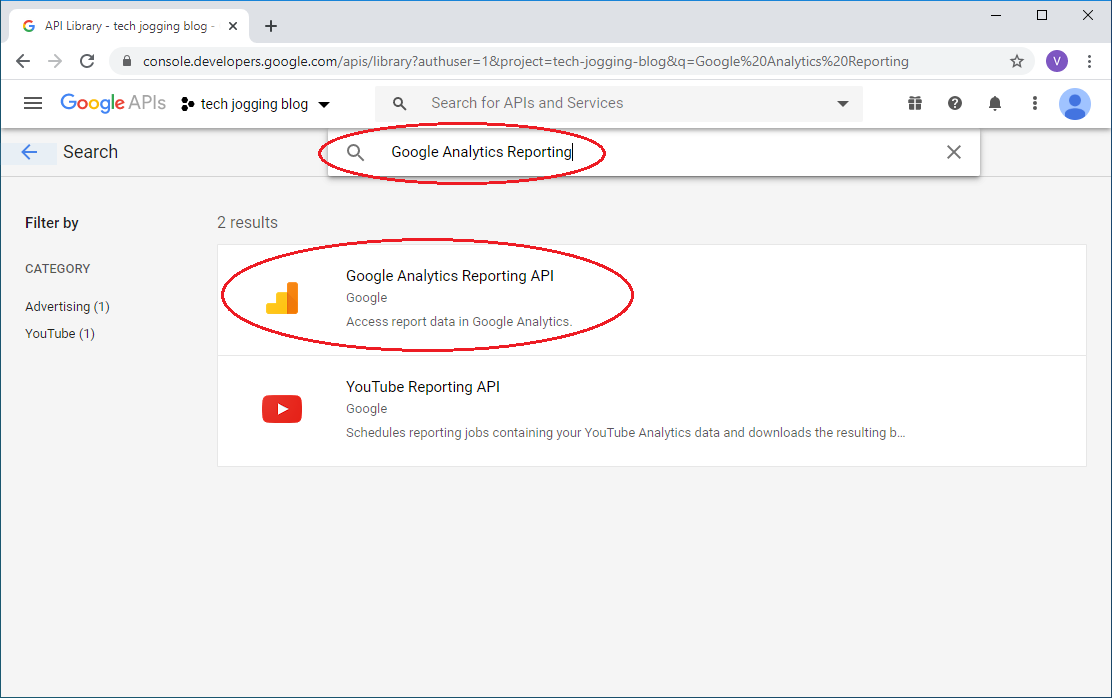 API Library - tech jogging blog -
console.developers.google.com/apis/library?authuser=1&project=tech-jogging-blog&q=Google%20Analytics%20Reporting
V
Google APIs
tech jogging blog
Search for APIs and Services
Search
Google Analytics Reporting
Filter by
2 results
CATEGORY
Advertising (1)
YouTube (1)
Google Analytics Reporting API
Google
Access report data in Google Analytics.
YouTube Reporting API
Google
Schedules reporting jobs containing your YouTube Analytics data and downloads the resulting b...